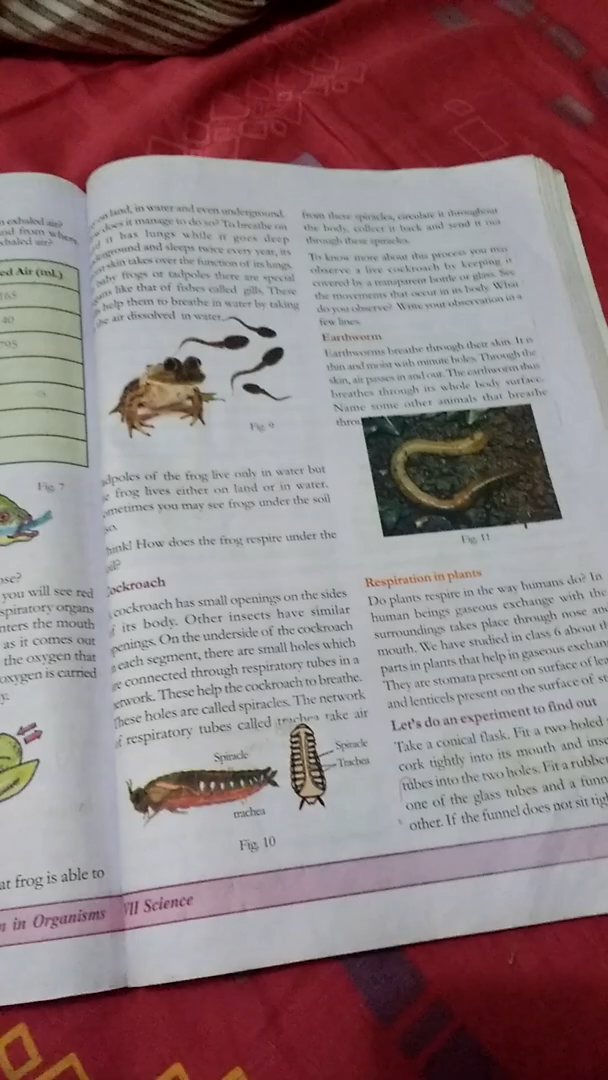 exhaled air?
and from where
exhaled air?
ed Air (mL)
Fig. 7
ose?
you will see red
spiratory organs
nters the mouth
as it comes out
the oxygen that
oxygen is carried
y.
at frog is able to
n in Organisms
on land, in water and even underground.
does it manage to do so? To breathe on
it has lungs while it goes deep
and sleeps twice every year, its
skin takes over the function of its lungs.
frogs or tadpoles there are special
like that of fishes called gills. These
help them to breathe in water by taking
he air dissolved in water.
Fig. 9
adpoles of the frog live only in water but
frog lives either on land or in water.
ometimes you may see frogs under the soil
so.
hink! How does the frog respire under the
oil?
ockroach
cockroach has small openings on the sides
f its body. Other insects have similar
penings. On the underside of the cockroach
each segment, there are small holes which
re connected through respiratory tubes in a
etwork. These help the cockroach to breathe.
hese holes are called spiracles. The network
f respiratory tubes called trachea take air
Spiracle
trachea
Spiracle
Trachea
Fig. 10
from these spiracles, circulate it throughout
the body, collect it back and send it out
through these spiracles.
To know more about this process you may
observe a live cockroach by keeping it
covered by a transparent bottle or glass. See
the movements that occur in its body. What
do you observe? Write your observation in a
few lines.
Earthworm
Earthworms breathe through their skin. It is
thin and moist with minute holes. Through the
skin, air passes in and out. The earthworm thus
breathes through its whole body surface.
Name some other animals that breathe
throu
Fig. 11
Respiration in plants
Do plants respire in the way humans do? In
human beings gaseous exchange with the
surroundings takes place through nose an
mouth. We have studied in class 6 about th
parts in plants that help in gaseous exchan
They are stomata present on surface of lea
and lenticels present on the surface of st
Let's do an experiment to find out
Take a conical flask. Fit a two-holed
cork tightly into its mouth and inse
tubes into the two holes. Fit a rubber
one of the glass tubes and a funn
other. If the funnel does not sit tigh
VII Science